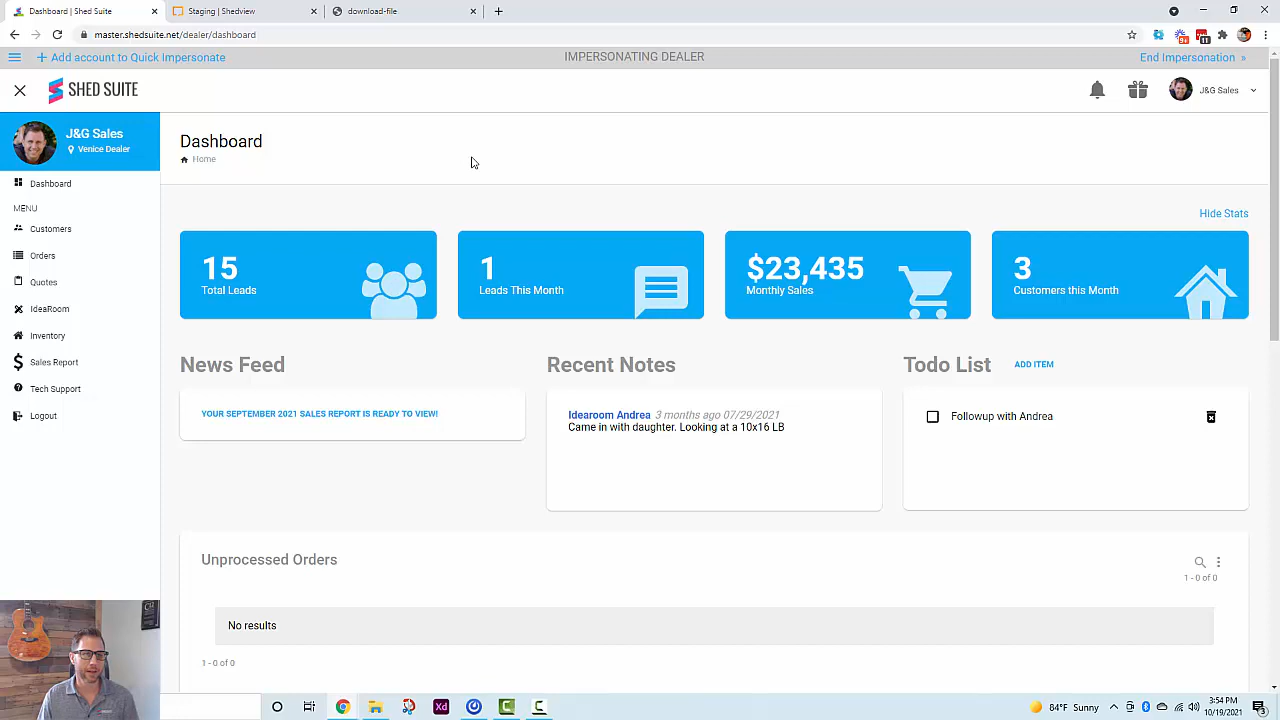 Dashboard | Shed Suite
Staging | Shedview
download-file
master.shedsuite.net/dealer/dashboard
Add account to Quick Impersonate
IMPERSONATING DEALER
End Impersonation »
SHED SUITE
J&G Sales
J&G Sales
Venice Dealer
Dashboard
MENU
Customers
Orders
Quotes
IdeaRoom
Inventory
Sales Report
Tech Support
Logout
Dashboard
Home
Hide Stats
15
Total Leads
1
Leads This Month
$23,435
Monthly Sales
3
Customers this Month
News Feed
YOUR SEPTEMBER 2021 SALES REPORT IS READY TO VIEW!
Recent Notes
Idearoom Andrea 3 months ago 07/29/2021
Came in with daughter. Looking at a 10x16 LB
Todo List
ADD ITEM
Followup with Andrea
Unprocessed Orders
1 - 0 of 0
No results
1 - 0 of 0
Xd
84°F Sunny
3:54 PM
10/19/2021